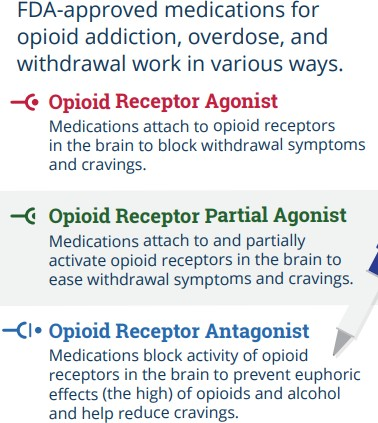 FDA-approved medications for
opioid addiction, overdose, and
withdrawal work in various ways.
Opioid Receptor Agonist
Medications attach to opioid receptors
in the brain to block withdrawal symptoms
and cravings.
Opioid Receptor Partial Agonist
Medications attach to and partially
activate opioid receptors in the brain to
ease withdrawal symptoms and cravings.
Opioid Receptor Antagonist
Medications block activity of opioid
receptors in the brain to prevent euphoric
effects (the high) of opioids and alcohol
and help reduce cravings.